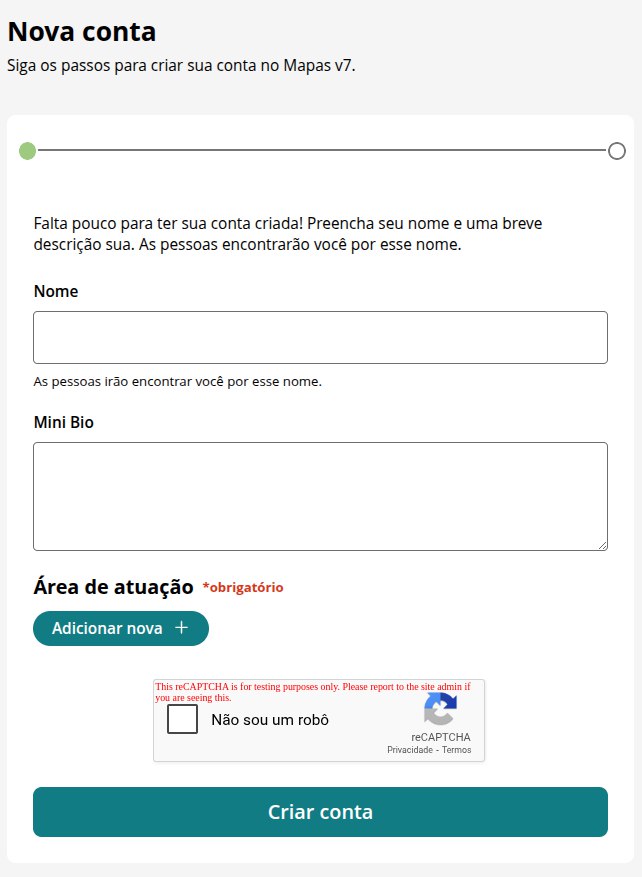 Nova conta
Siga os passos para criar sua conta no Mapas v7.
Falta pouco para ter sua conta criada! Preencha seu nome e uma breve
descrição sua. As pessoas encontrarão você por esse nome.
Nome
As pessoas irão encontrar você por esse nome.
Mini Bio
Área de atuação *obrigatório
Adicionar nova +
This reCAPTCHA is for testing purposes only. Please report to the site admin if
you are seeing this.
Não sou um robô
reCAPTCHA
Privacidade - Termos
Criar conta